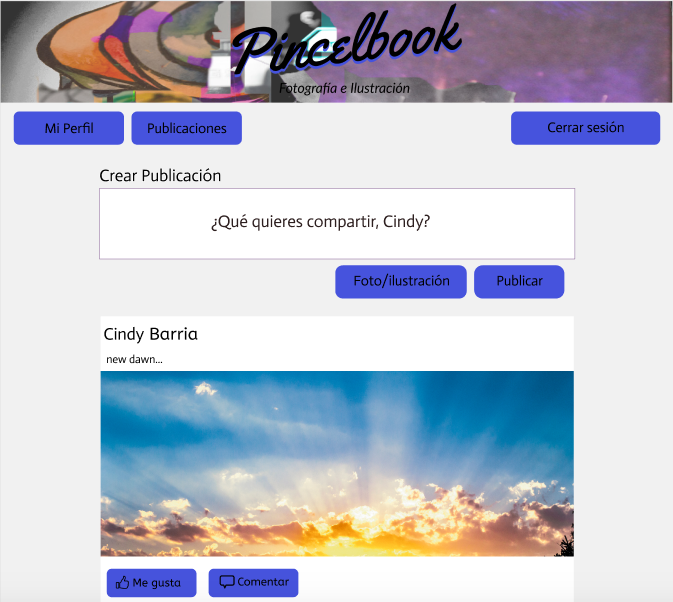 Pincelbook
Fotografía e Ilustración
Mi Perfil
Publicaciones
Cerrar sesión
Crear Publicación
¿Qué quieres compartir, Cindy?
Foto/ilustración
Publicar
Cindy Barria
new dawn...
Me gusta
Comentar